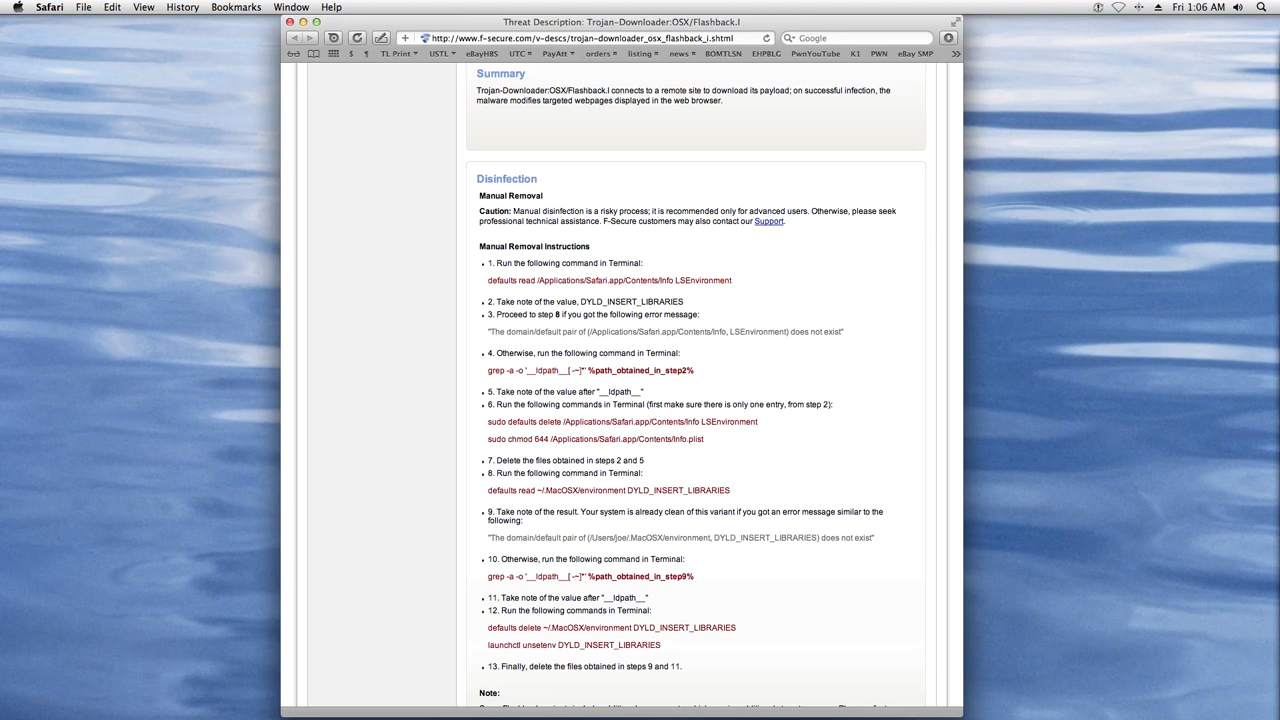 Safari File Edit View History Bookmarks Window Help Fri 1:06 AM
Threat Description: Trojan-Downloader:OSX/Flashback.I
http://www.f-secure.com/v-descs/trojan-downloader_osx_flashback_i.shtml Google
TL Print USTL $ ¶ eBayHBS UTC PayAtt orders listing news BOMTLSN EHPBLG PwnYouTube K1 PWN eBay SMP
Summary
Trojan-Downloader:OSX/Flashback.I connects to a remote site to download its payload; on successful infection, the
malware modifies targeted webpages displayed in the web browser.
Disinfection
Manual Removal
Caution: Manual disinfection is a risky process; it is recommended only for advanced users. Otherwise, please seek
professional technical assistance. F-Secure customers may also contact our Support.
Manual Removal Instructions
• 1. Run the following command in Terminal:
defaults read /Applications/Safari.app/Contents/Info LSEnvironment
• 2. Take note of the value, DYLD_INSERT_LIBRARIES
• 3. Proceed to step 8 if you got the following error message:
"The domain/default pair of (/Applications/Safari.app/Contents/Info, LSEnvironment) does not exist"
• 4. Otherwise, run the following command in Terminal:
grep -a -o '__ldpath__[ -~]*' %path_obtained_in_step2%
• 5. Take note of the value after "__ldpath__"
• 6. Run the following commands in Terminal (first make sure there is only one entry, from step 2):
sudo defaults delete /Applications/Safari.app/Contents/Info LSEnvironment
sudo chmod 644 /Applications/Safari.app/Contents/Info.plist
• 7. Delete the files obtained in steps 2 and 5
• 8. Run the following command in Terminal:
defaults read ~/.MacOSX/environment DYLD_INSERT_LIBRARIES
• 9. Take note of the result. Your system is already clean of this variant if you got an error message similar to the
following:
"The domain/default pair of (/Users/joe/.MacOSX/environment, DYLD_INSERT_LIBRARIES) does not exist"
• 10. Otherwise, run the following command in Terminal:
grep -a -o '__ldpath__[ -~]*' %path_obtained_in_step9%
• 11. Take note of the value after "__ldpath__"
• 12. Run the following commands in Terminal:
defaults delete ~/.MacOSX/environment DYLD_INSERT_LIBRARIES
launchctl unsetenv DYLD_INSERT_LIBRARIES
• 13. Finally, delete the files obtained in steps 9 and 11.
Note: